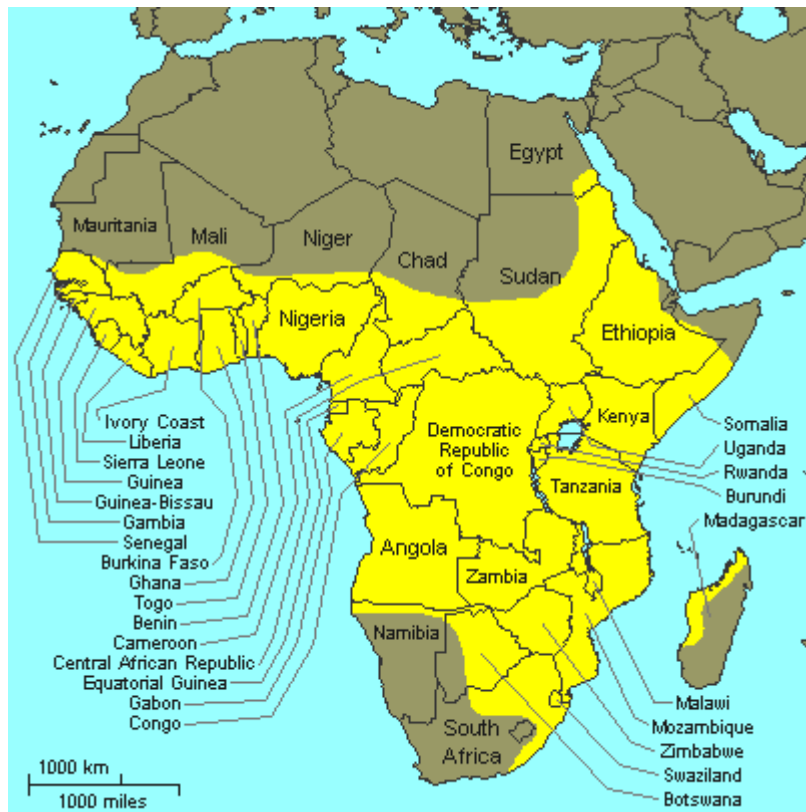 Egypt
Mauritania
Mali
Niger
Chad
Sudan
Nigeria
Ethiopia
Ivory Coast
Liberia
Sierra Leone
Guinea
Guinea-Bissau
Gambia
Senegal
Burkina Faso
Ghana
Togo
Benin
Cameroon
Central African Republic
Equatorial Guinea
Gabon
Congo
Democratic
Republic
of Congo
Kenya
Somalia
Uganda
Rwanda
Burundi
Tanzania
Madagascar
Angola
Zambia
Namibia
Malawi
Mozambique
Zimbabwe
Swaziland
Botswana
South
Africa
1000 km
1000 miles